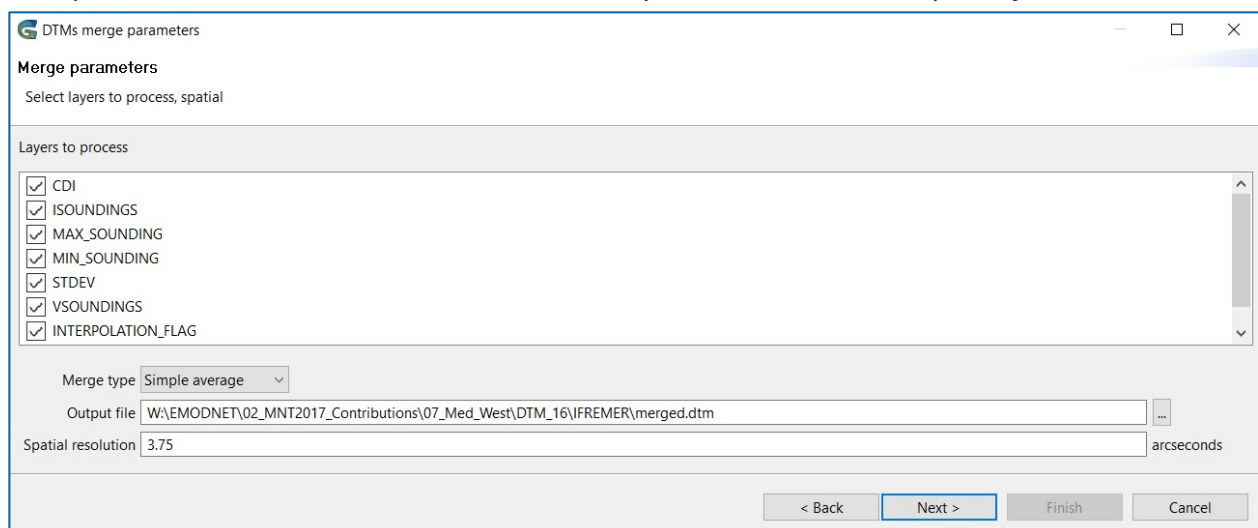 DTMs merge parameters
Merge parameters
Select layers to process, spatial
Layers to process
CDI
ISOUNDINGS
MAX_SOUNDING
MIN_SOUNDING
STDEV
VSOUNDINGS
INTERPOLATION_FLAG
Merge type Simple average
Output file W:\EMODNET\02_MNT2017_Contributions\07_Med_West\DTM_16\IFREMER\merged.dtm ...
Spatial resolution 3.75 arcseconds
< Back Next > Finish Cancel